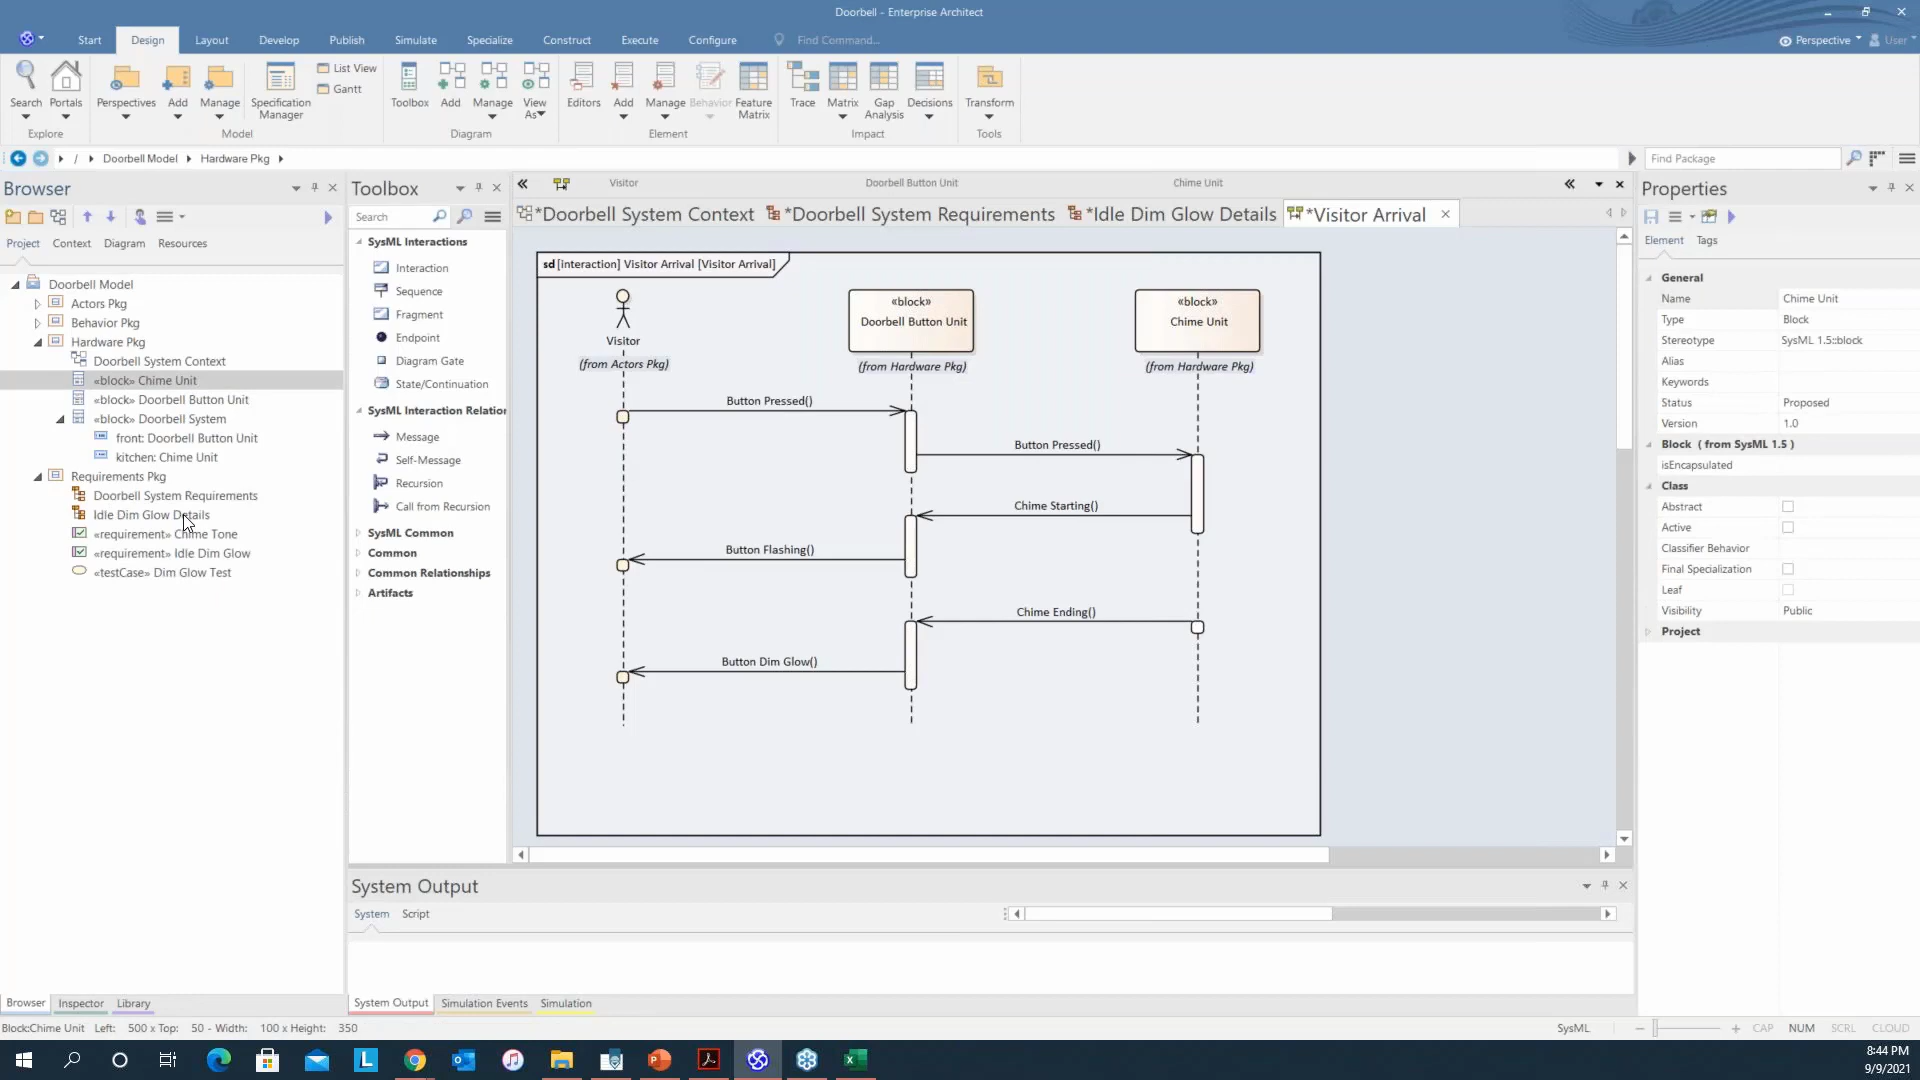 Doorbell - Enterprise Architect
Start Design Layout Develop Publish Simulate Specialize Construct Execute Configure Find Command... Perspective User
Search Portals Perspectives Add Manage Specification Manager List View Gantt Toolbox Add Manage View As Editors Add Manage Behavior Feature Matrix Trace Matrix Gap Analysis Decisions Transform
Explore Model Diagram Element Impact Tools
/ Doorbell Model Hardware Pkg Find Package
Browser
Project Context Diagram Resources
Doorbell Model
Actors Pkg
Behavior Pkg
Hardware Pkg
Doorbell System Context
«block» Chime Unit
«block» Doorbell Button Unit
«block» Doorbell System
front: Doorbell Button Unit
kitchen: Chime Unit
Requirements Pkg
Doorbell System Requirements
Idle Dim Glow Details
«requirement» Chime Tone
«requirement» Idle Dim Glow
«testCase» Dim Glow Test
Browser Inspector Library
Toolbox
Search
SysML Interactions
Interaction
Sequence
Fragment
Endpoint
Diagram Gate
State/Continuation
SysML Interaction Relation
Message
Self-Message
Recursion
Call from Recursion
SysML Common
Common
Common Relationships
Artifacts
Visitor Doorbell Button Unit Chime Unit
*Doorbell System Context *Doorbell System Requirements *Idle Dim Glow Details *Visitor Arrival
sd [interaction] Visitor Arrival [Visitor Arrival]
«block» «block»
Doorbell Button Unit Chime Unit
Visitor
(from Actors Pkg) (from Hardware Pkg) (from Hardware Pkg)
Button Pressed()
Button Pressed()
Chime Starting()
Button Flashing()
Chime Ending()
Button Dim Glow()
System Output
System Script
System Output Simulation Events Simulation
Properties
Element Tags
General
Name Chime Unit
Type Block
Stereotype SysML 1.5::block
Alias
Keywords
Status Proposed
Version 1.0
Block ( from SysML 1.5 )
isEncapsulated
Class
Abstract
Active
Classifier Behavior
Final Specialization
Leaf
Visibility Public
Project
Block:Chime Unit Left: 500 x Top: 50 - Width: 100 x Height: 350 SysML CAP NUM SCRL CLOUD
L
8:44 PM
9/9/2021